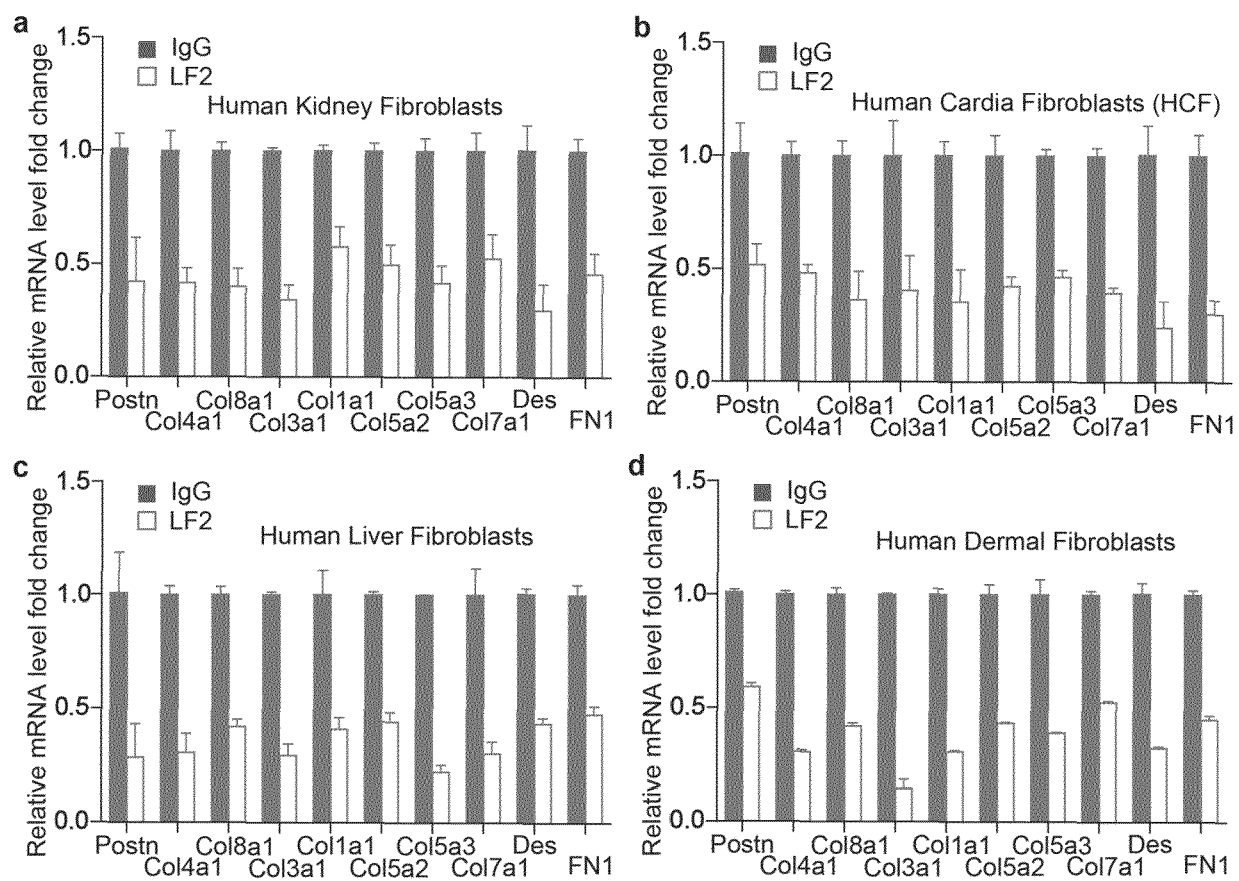 a
1.5
IgG
LF2
Human Kidney Fibroblasts
1.0
0.5
0.0
Relative mRNA level fold change
Postn Col8a1 Col1a1 Col5a3 Des
Col4a1 Col3a1 Col5a2 Col7a1 FN1
b
1.5
IgG
LF2
Human Cardia Fibroblasts (HCF)
1.0
0.5
0.0
Relative mRNA level fold change
Postn Col8a1 Col1a1 Col5a3 Des
Col4a1 Col3a1 Col5a2 Col7a1 FN1
c
1.5
IgG
LF2
Human Liver Fibroblasts
1.0
0.5
0.0
Relative mRNA level fold change
Postn Col8a1 Col1a1 Col5a3 Des
Col4a1 Col3a1 Col5a2 Col7a1 FN1
d
1.5
IgG
LF2
Human Dermal Fibroblasts
1.0
0.5
0.0
Relative mRNA level fold change
Postn Col8a1 Col1a1 Col5a3 Des
Col4a1 Col3a1 Col5a2 Col7a1 FN1